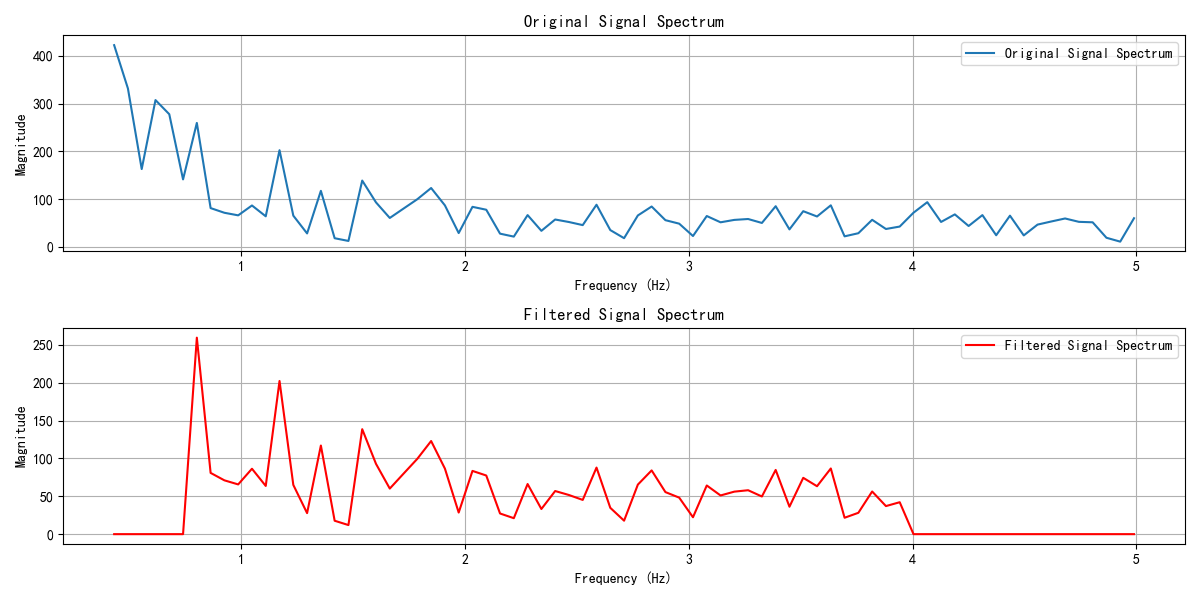 Original Signal Spectrum
Original Signal Spectrum
Magnitude
400
300
200
100
0
1 2 3 4 5
Frequency (Hz)
Filtered Signal Spectrum
Filtered Signal Spectrum
Magnitude
250
200
150
100
50
0
1 2 3 4 5
Frequency (Hz)